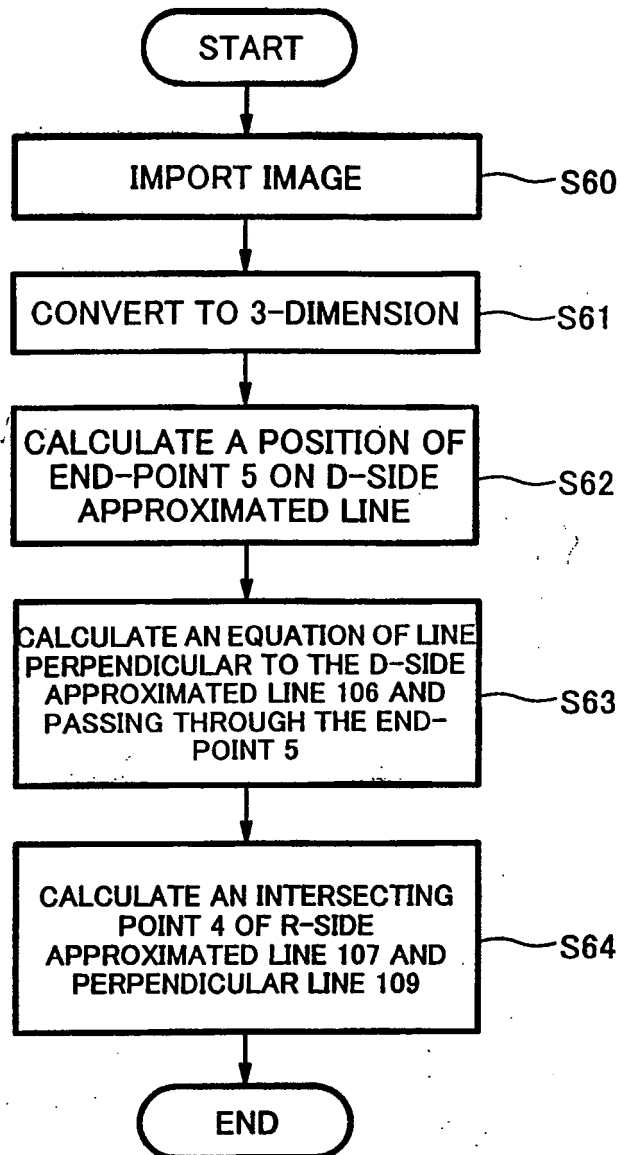 START
IMPORT IMAGE
S60
CONVERT TO 3-DIMENSION
S61
CALCULATE A POSITION OF
END-POINT 5 ON D-SIDE
APPROXIMATED LINE
S62
CALCULATE AN EQUATION OF LINE
PERPENDICULAR TO THE D-SIDE
APPROXIMATED LINE 106 AND
PASSING THROUGH THE END-
POINT 5
S63
CALCULATE AN INTERSECTING
POINT 4 OF R-SIDE
APPROXIMATED LINE 107 AND
PERPENDICULAR LINE 109
S64
END